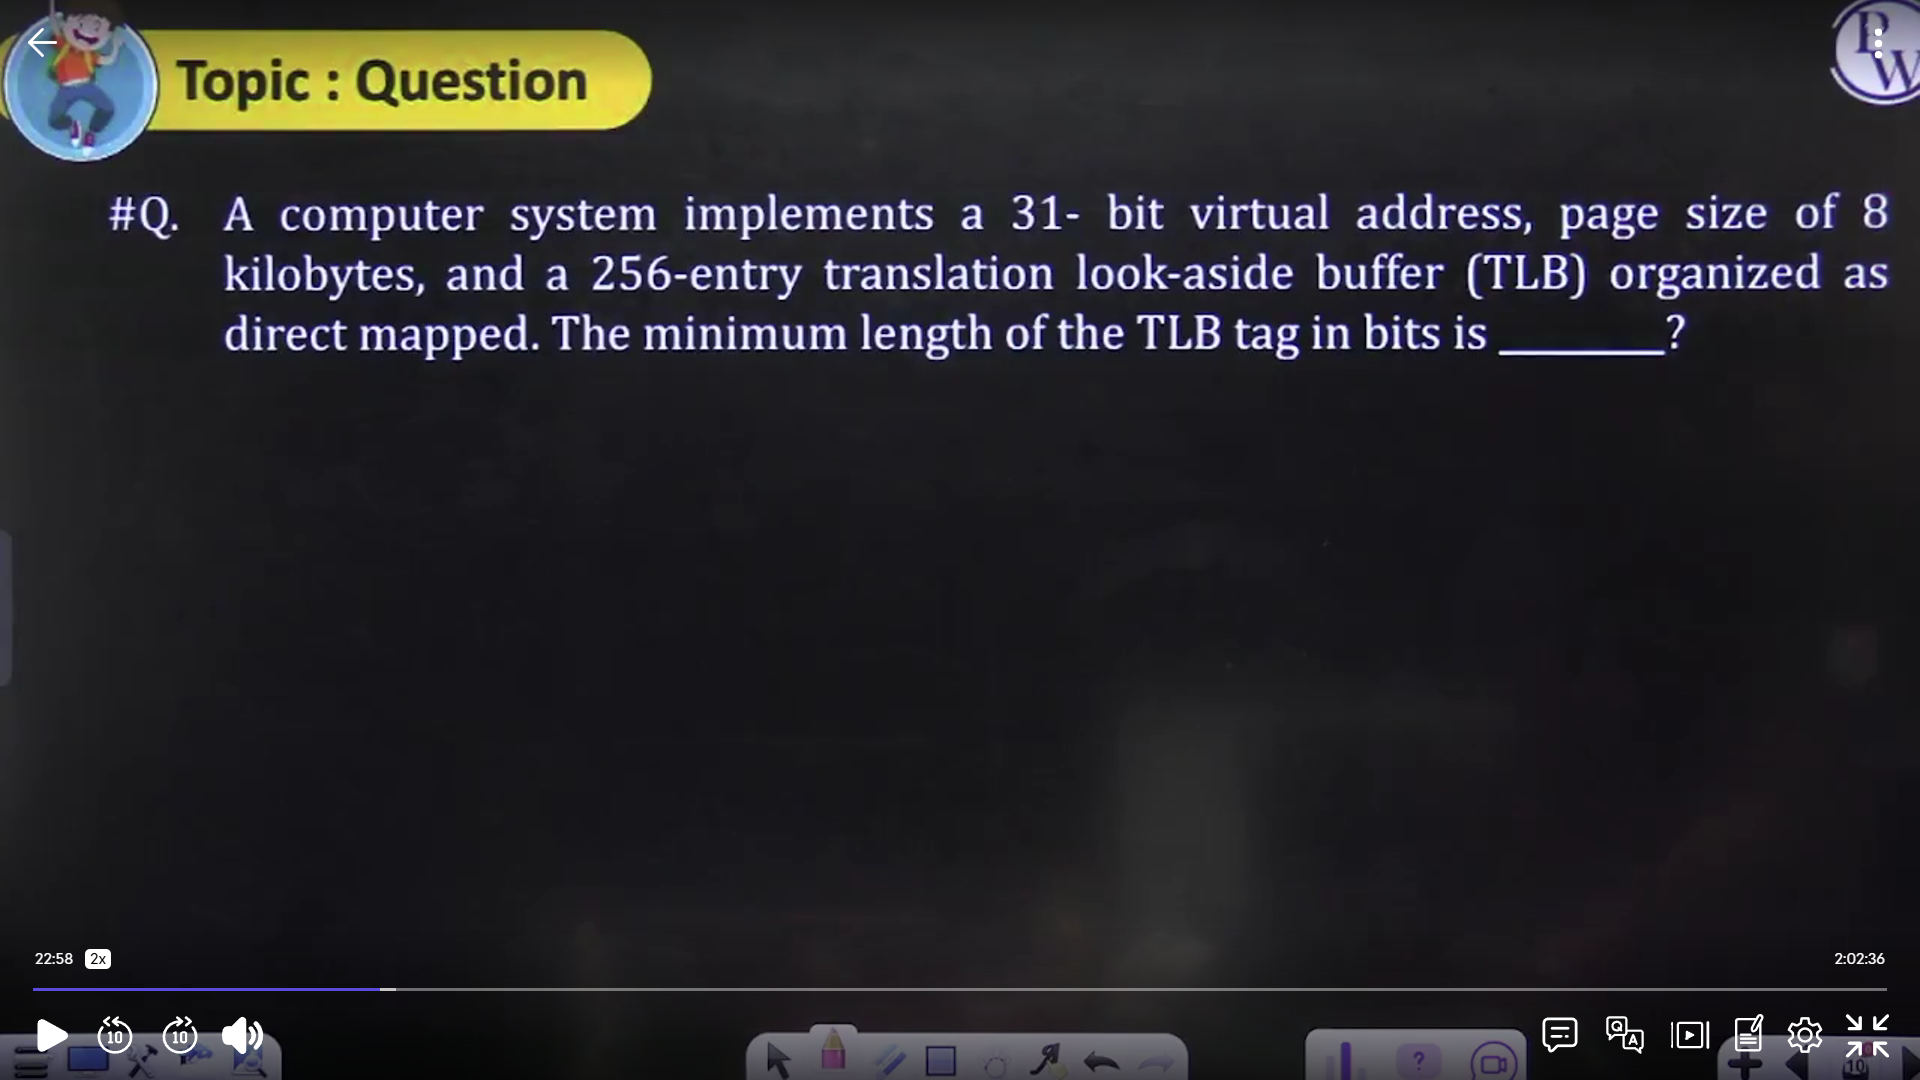 Topic : Question
PW
#Q. A computer system implements a 31- bit virtual address, page size of 8
kilobytes, and a 256-entry translation look-aside buffer (TLB) organized as
direct mapped. The minimum length of the TLB tag in bits is ________?
22:58 2x
2:02:36
10 10
Q A
?
10